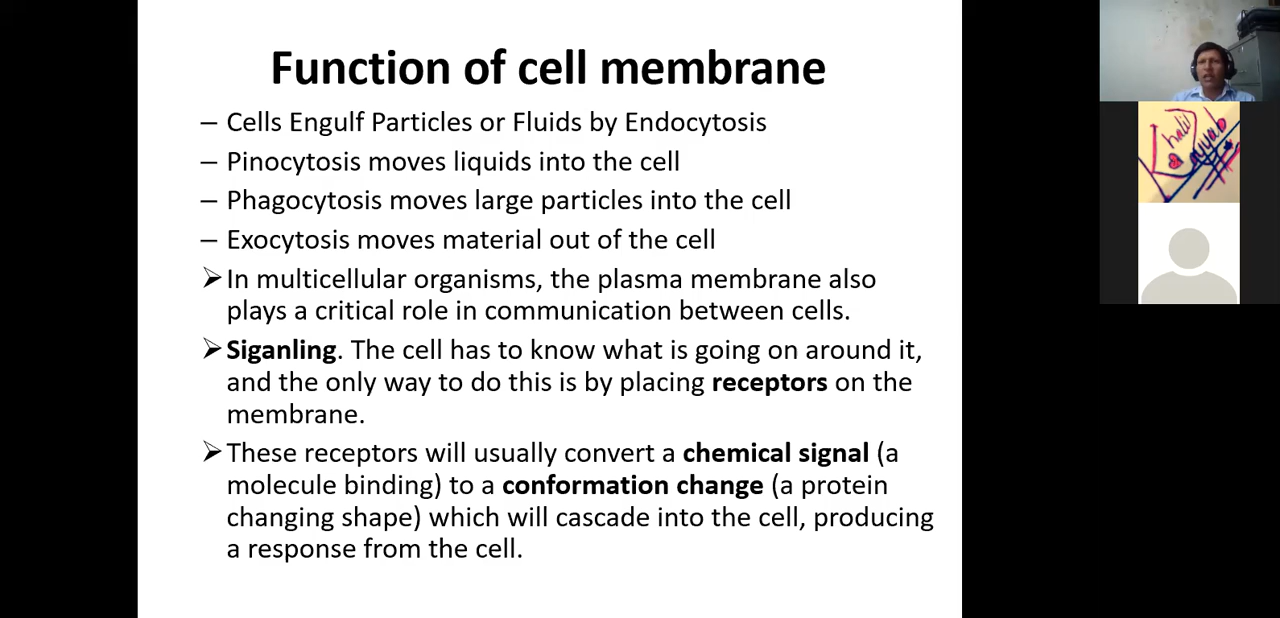 Function of cell membrane
– Cells Engulf Particles or Fluids by Endocytosis
– Pinocytosis moves liquids into the cell
– Phagocytosis moves large particles into the cell
– Exocytosis moves material out of the cell
➢ In multicellular organisms, the plasma membrane also
plays a critical role in communication between cells.
➢ Siganling. The cell has to know what is going on around it,
and the only way to do this is by placing receptors on the
membrane.
➢ These receptors will usually convert a chemical signal (a
molecule binding) to a conformation change (a protein
changing shape) which will cascade into the cell, producing
a response from the cell.